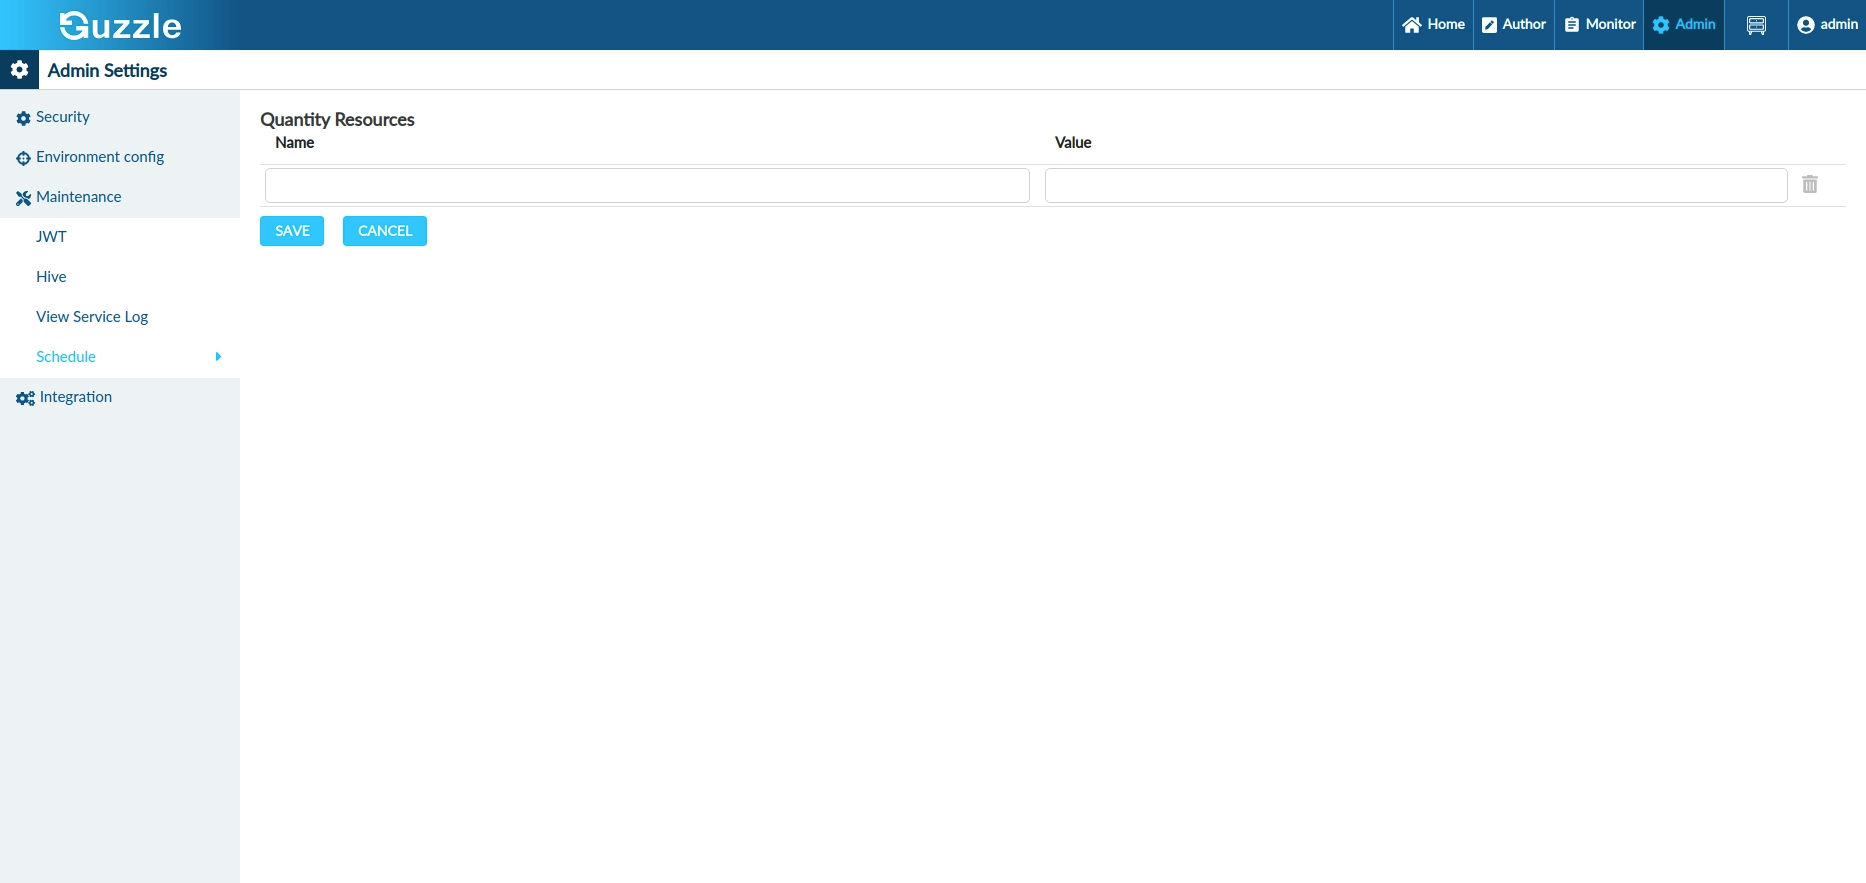 Guzzle
Home Author Monitor Admin admin
Admin Settings
Security
Environment config
Maintenance
JWT
Hive
View Service Log
Schedule
Integration
Quantity Resources
Name Value
SAVE CANCEL